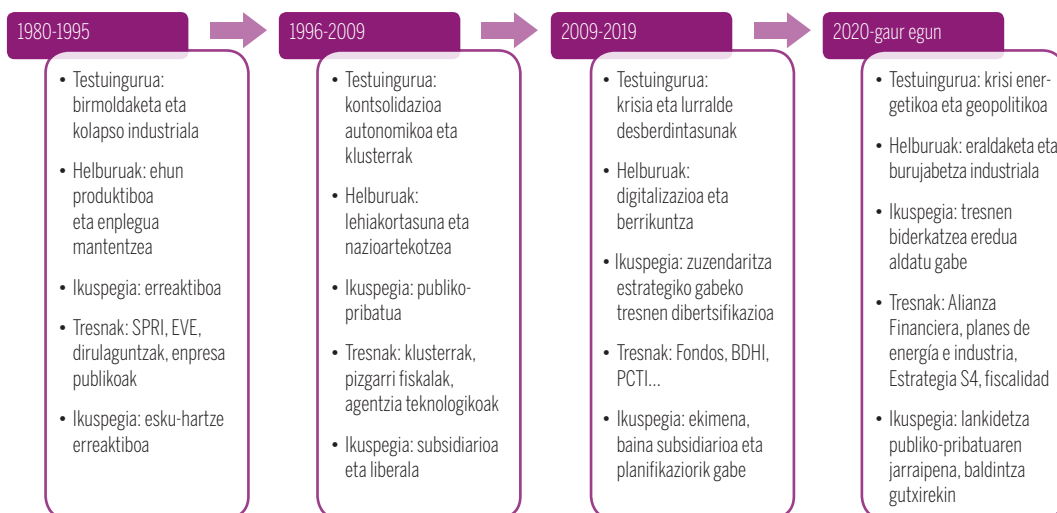 1980-1995
• Testuingurua:
birmoldaketa eta
kolapso industriala
• Helburuak: ehun
produktiboa
eta enplegua
mantentzea
• Ikuspegia: erreaktiboa
• Tresnak: SPRI, EVE,
dirulaguntzak, enpresa
publikoak
• Ikuspegia: esku-hartze
erreaktiboa
1996-2009
• Testuingurua:
kontsolidazioa
autonomikoa eta
klusterrak
• Helburuak:
lehiakortasuna eta
nazioartekotzea
• Ikuspegia: publiko-
pribatua
• Tresnak: klusterrak,
pizgarri fiskalak,
agentzia teknologikoak
• Ikuspegia: subsidiarioa
eta liberala
2009-2019
• Testuingurua:
krisia eta lurralde
desberdintasunak
• Helburuak:
digitalizazioa eta
berrikuntza
• Ikuspegia: zuzendaritza
estrategiko gabeko
tresnen dibertsifikazioa
• Tresnak: Fondos, BDHI,
PCTI...
• Ikuspegia: ekimena,
baina subsidiarioa eta
planifikaziorik gabe
2020-gaur egun
• Testuingurua: krisi ener-
getikoa eta geopolitikoa
• Helburuak: eraldaketa eta
burujabetza industriala
• Ikuspegia: tresnen
biderkatzea eredua
aldatu gabe
• Tresnak: Alianza
Financiera, planes de
energía e industria,
Estrategia S4, fiscalidad
• Ikuspegia: lankidetza
publiko-pribatuaren
jarraipena, baldintza
gutxirekin